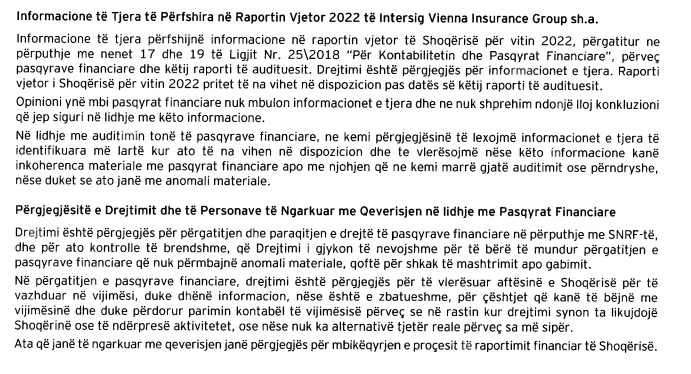 Informacione të Tjera të Përfshira në Raportin Vjetor 2022 të Intersig Vienna Insurance Group sh.a.
Informacione të tjera përfshijnë informacione në raportin vjetor të Shoqërisë për vitin 2022, përgatitur ne
përputhje me nenet 17 dhe 19 të Ligjit Nr. 25\2018 "Për Kontabilitetin dhe Pasqyrat Financiare", përveç
pasqyrave financiare dhe këtij raporti të audituesit. Drejtimi është përgjegjës për informacionet e tjera. Raporti
vjetor i Shoqërisë për vitin 2022 pritet të na vihet në dispozicion pas datës së këtij raporti të audituesit.
Opinioni ynë mbi pasqyrat financiare nuk mbulon informacionet e tjera dhe ne nuk shprehim ndonjë lloj konkluzioni
që jep siguri në lidhje me këto informacione.
Në lidhje me auditimin tonë të pasqyrave financiare, ne kemi përgjegjësinë të lexojmë informacionet e tjera të
identifikuara më lartë kur ato të na vihen në dispozicion dhe te vlerësojmë nëse këto informacione kanë
inkoherenca materiale me pasqyrat financiare apo me njohjen që ne kemi marrë gjatë auditimit ose përndryshe,
nëse duket se ato janë me anomali materiale.
Përgjegjësitë e Drejtimit dhe të Personave të Ngarkuar me Qeverisjen në lidhje me Pasqyrat Financiare
Drejtimi është përgjegjës për përgatitjen dhe paraqitjen e drejtë të pasqyrave financiare në përputhje me SNRF-të,
dhe për ato kontrolle të brendshme, që Drejtimi i gjykon të nevojshme për të bërë të mundur përgatitjen e
pasqyrave financiare që nuk përmbajnë anomali materiale, qoftë për shkak të mashtrimit apo gabimit.
Në përgatitjen e pasqyrave financiare, drejtimi është përgjegjës për të vlerësuar aftësinë e Shoqërisë për të
vazhduar në vijimësi, duke dhënë informacion, nëse është e zbatueshme, për çështjet që kanë të bëjnë me
vijimësinë dhe duke përdorur parimin kontabël të vijimësisë përveç se në rastin kur drejtimi synon ta likujdojë
Shoqërinë ose të ndërpresë aktivitetet, ose nëse nuk ka alternativë tjetër reale përveç sa më sipër.
Ata që janë të ngarkuar me qeverisjen janë përgjegjës për mbikëqyrjen e proçesit të raportimit financiar të Shoqërisë.